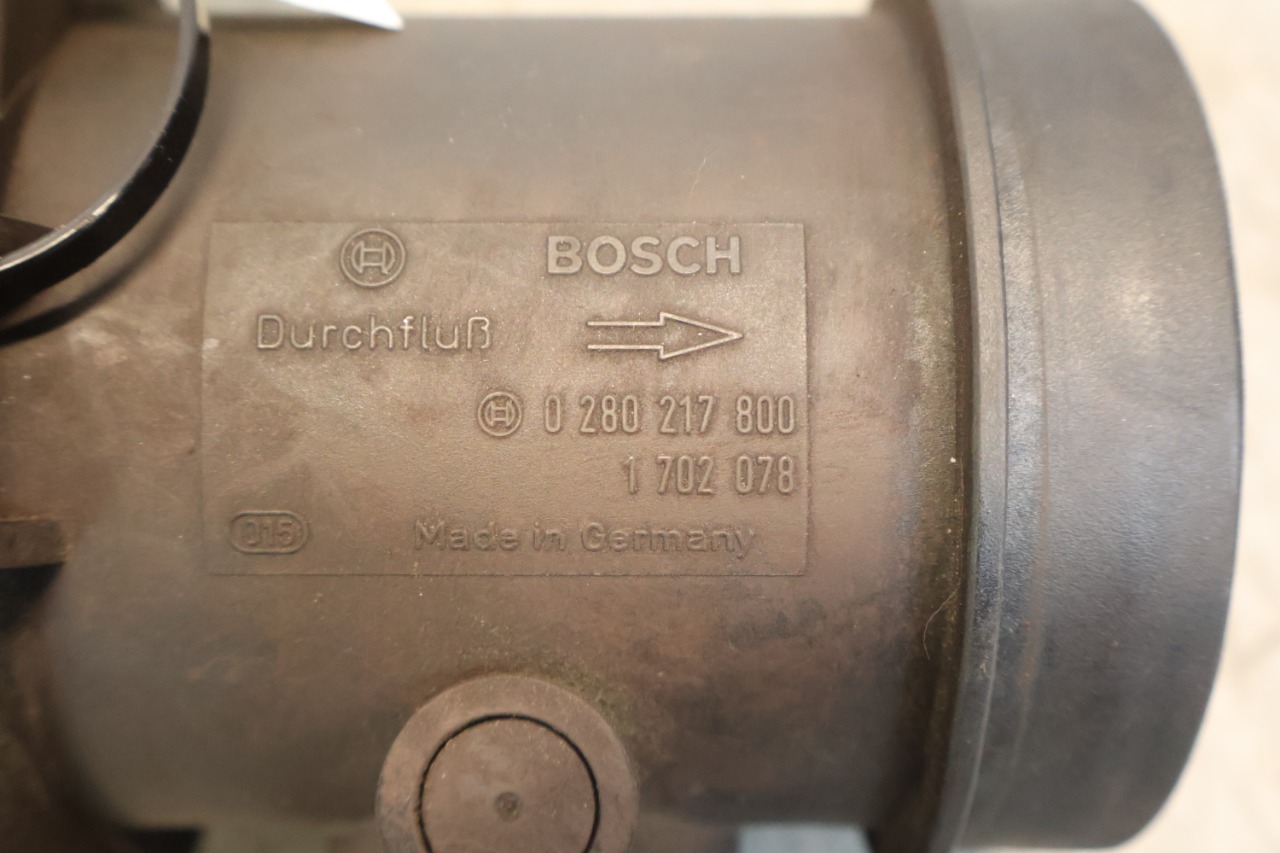 BOSCH
Durchfluß
0 280 217 800
1 702 078
015
Made in Germany